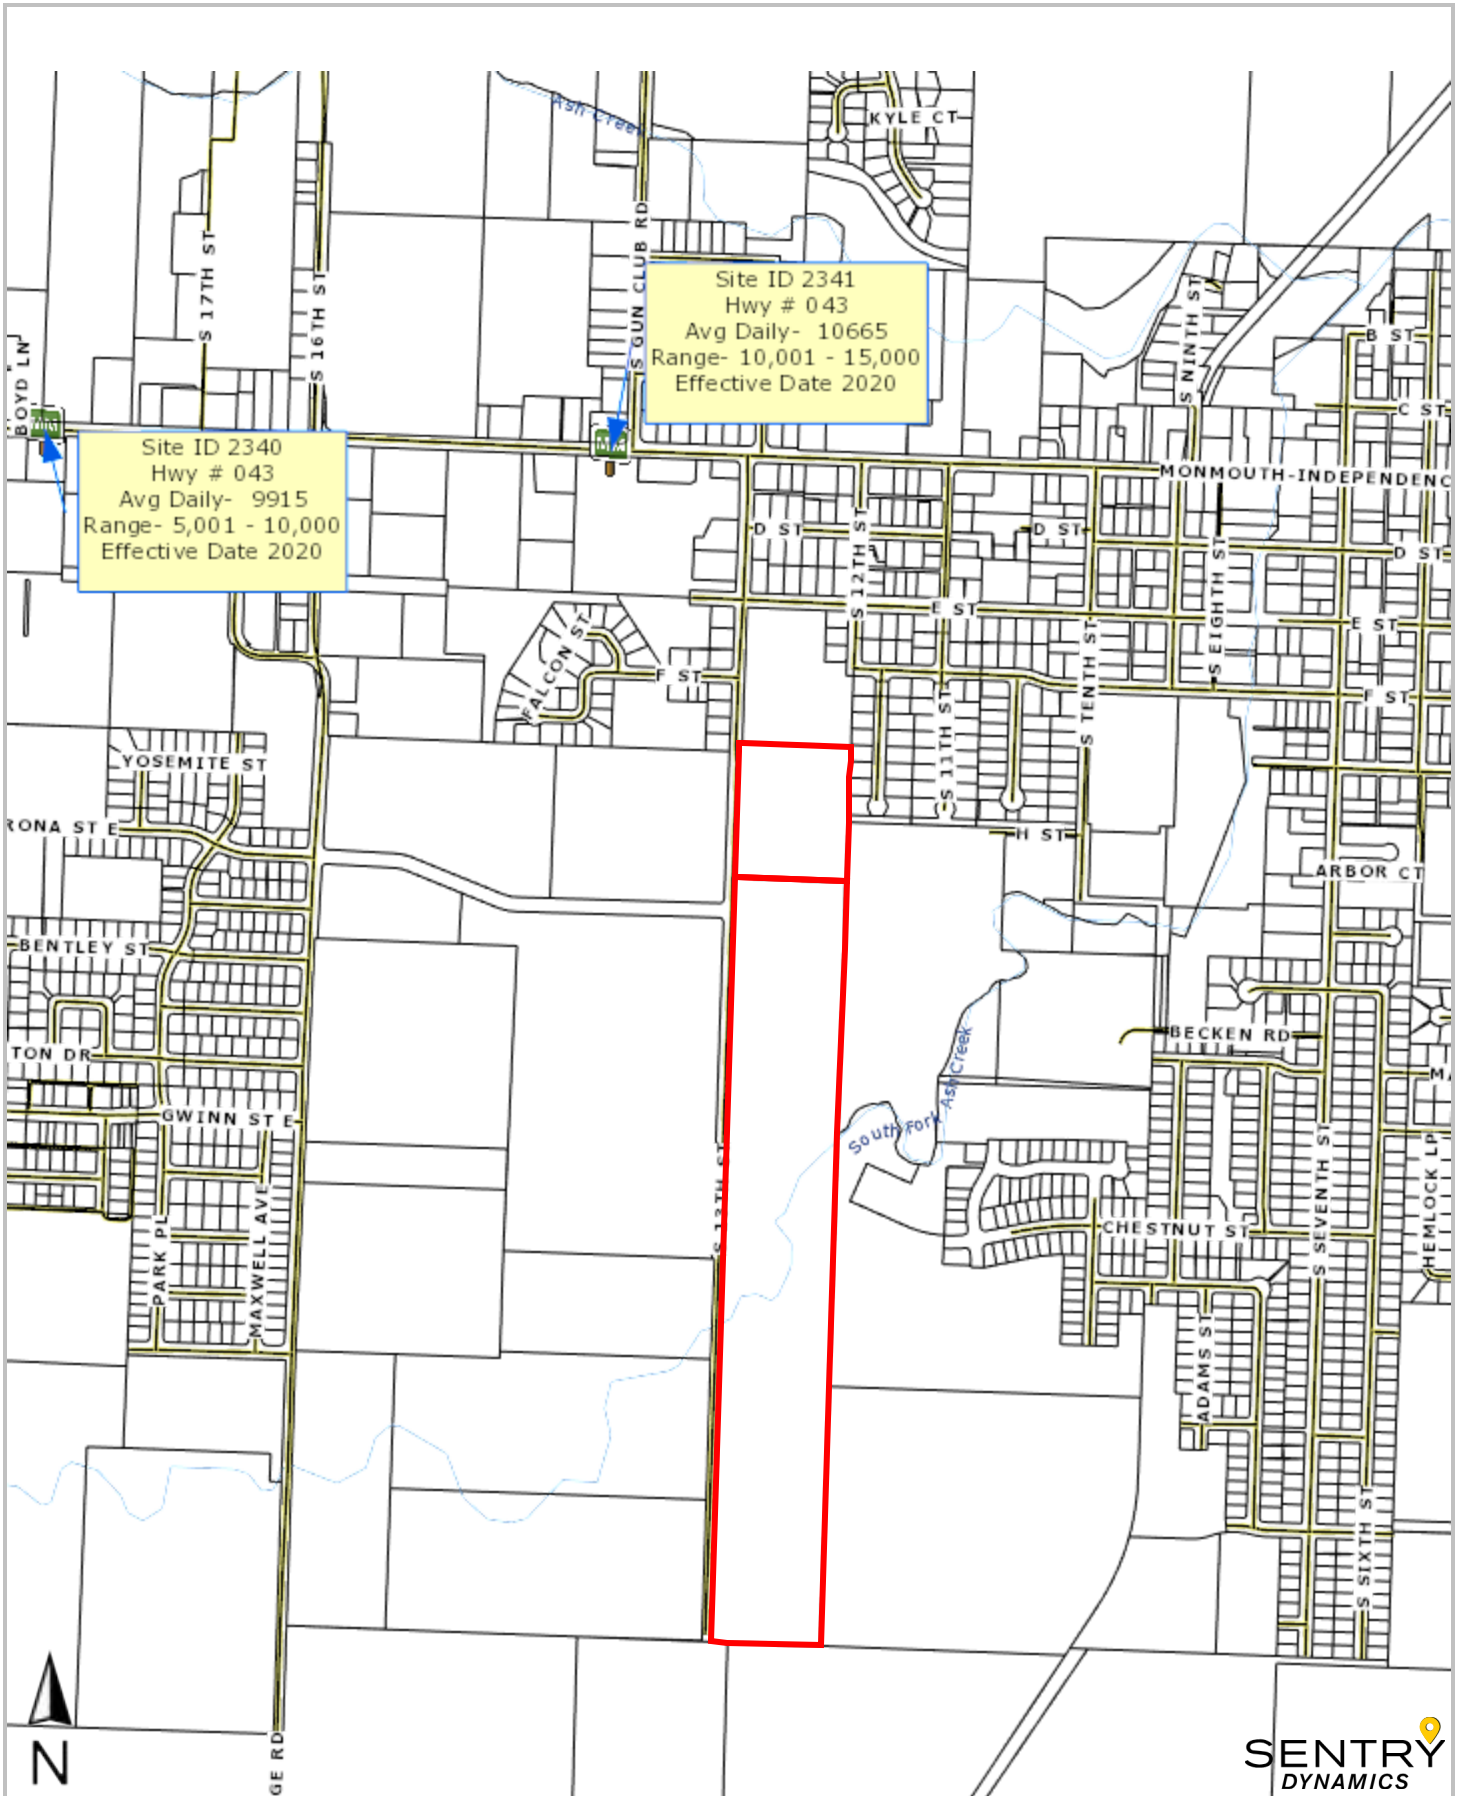 Ash Creek
KYLE CT
S 17TH ST
S 16TH ST
S GUN CLUB RD
Site ID 2341
Hwy # 043
Avg Daily- 10665
Range- 10,001 - 15,000
Effective Date 2020
S NINTH ST
B ST
C ST
BOYD LN
Site ID 2340
Hwy # 043
Avg Daily- 9915
Range- 5,001 - 10,000
Effective Date 2020
MONMOUTH-INDEPENDENC
D ST
S 12TH ST
D ST
D ST
E ST
S EIGHTH ST
E ST
FALCON ST
F ST
S TENTH ST
F ST
S 11TH ST
YOSEMITE ST
RONA ST E
H ST
ARBOR CT
BENTLEY ST
TON DR
BECKEN RD
South Fork Ash Creek
GWINN ST E
S 13TH ST
S SEVENTH ST
HEMLOCK LP
CHESTNUT ST
PARK PL
MAXWELL AVE
ADAMS ST
S SIXTH ST
GE RD
N
SENTRY
DYNAMICS